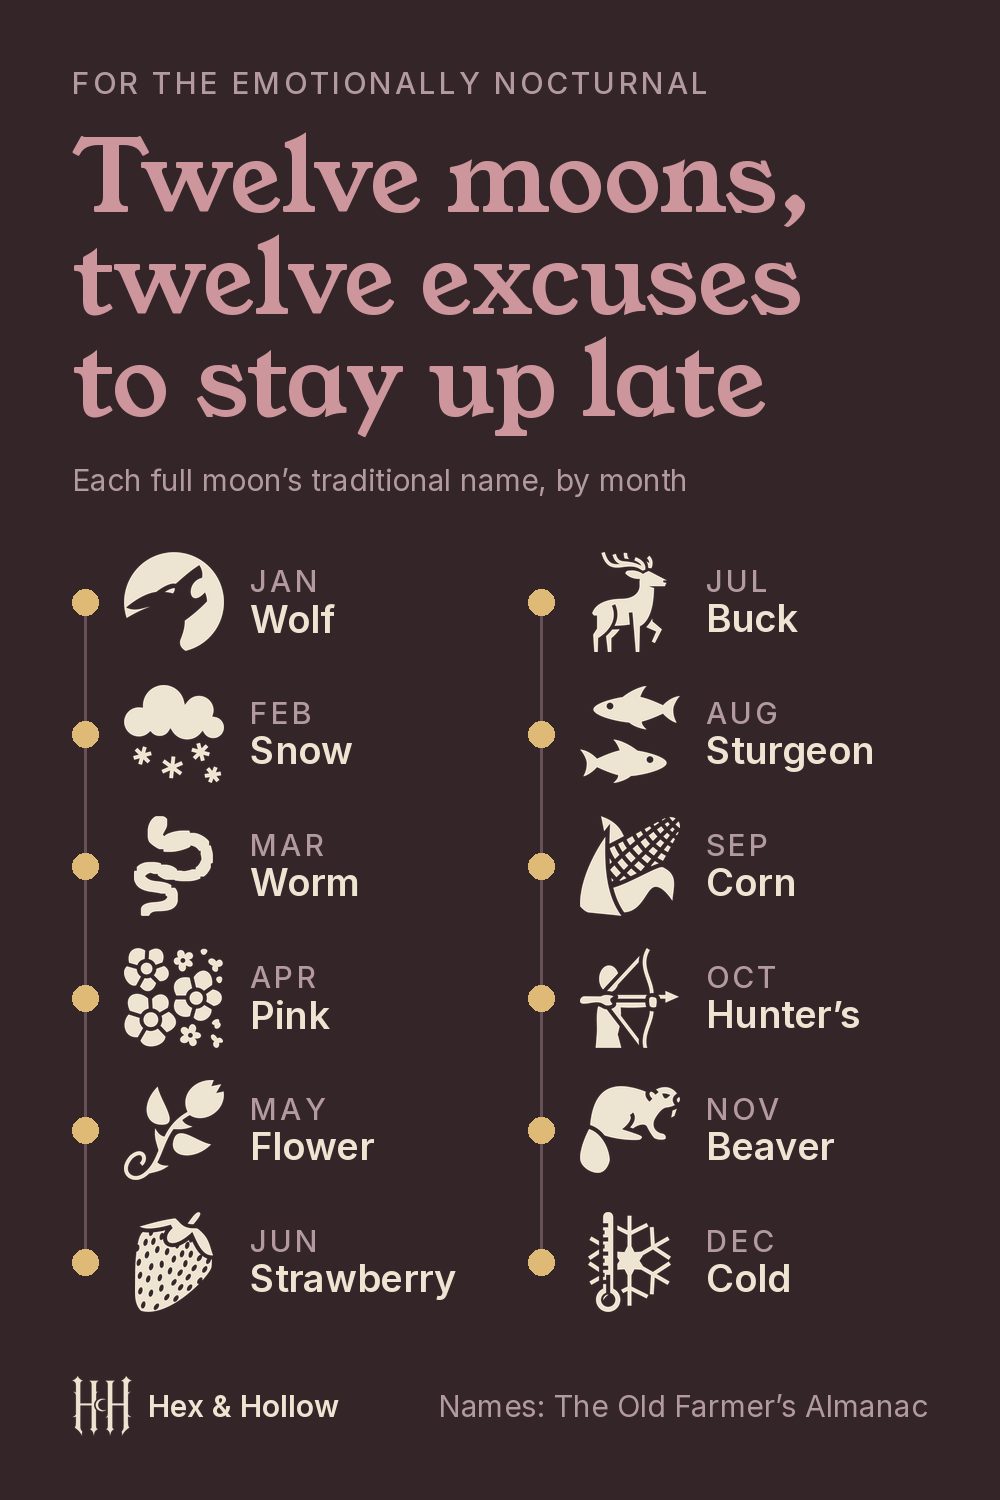 FOR THE EMOTIONALLY NOCTURNAL
Twelve moons,
twelve excuses
to stay up late
Each full moon’s traditional name, by month
JAN
Wolf
FEB
Snow
MAR
Worm
APR
Pink
MAY
Flower
JUN
Strawberry
JUL
Buck
AUG
Sturgeon
SEP
Corn
OCT
Hunter’s
NOV
Beaver
DEC
Cold
HH
Hex & Hollow
Names: The Old Farmer’s Almanac